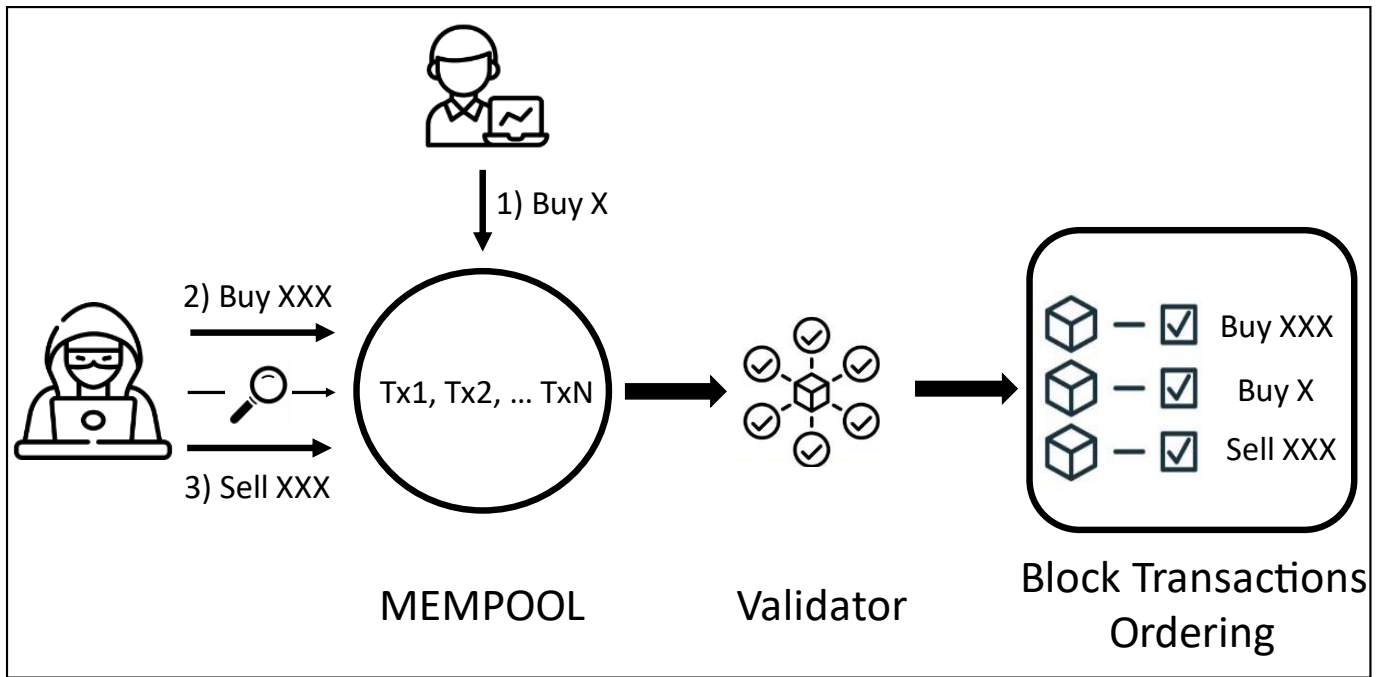 1) Buy X
2) Buy XXX
Tx1, Tx2, ... TxN
3) Sell XXX
Buy XXX
Buy X
Sell XXX
MEMPOOL
Validator
Block Transactions
Ordering